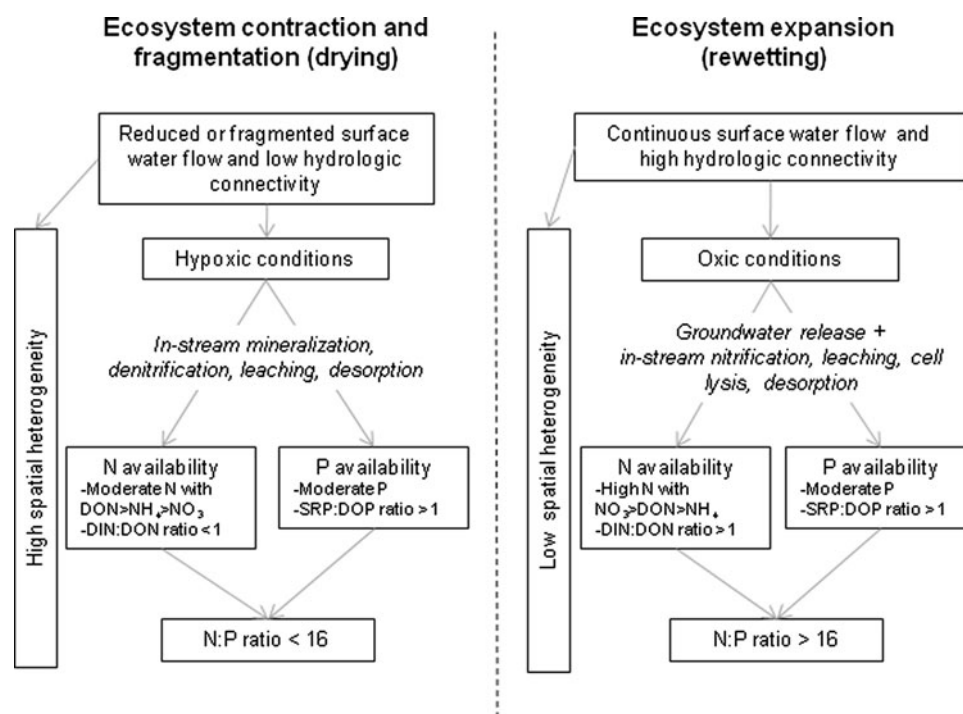 Ecosystem contraction and
fragmentation (drying)
Reduced or fragmented surface
water flow and low hydrologic
connectivity
Hypoxic conditions
High spatial heterogeneity
In-stream mineralization,
denitrification, leaching, desorption
N availability
-Moderate N with
DON>NH₄>NO₃
-DIN:DON ratio <1
P availability
-Moderate P
-SRP:DOP ratio >1
N:P ratio < 16
Ecosystem expansion
(rewetting)
Continuous surface water flow and
high hydrologic connectivity
Oxic conditions
Low spatial heterogeneity
Groundwater release +
in-stream nitrification, leaching, cell
lysis, desorption
N availability
-High N with
NO₃>DON>NH₄
-DIN:DON ratio >1
P availability
-Moderate P
-SRP:DOP ratio >1
N:P ratio > 16